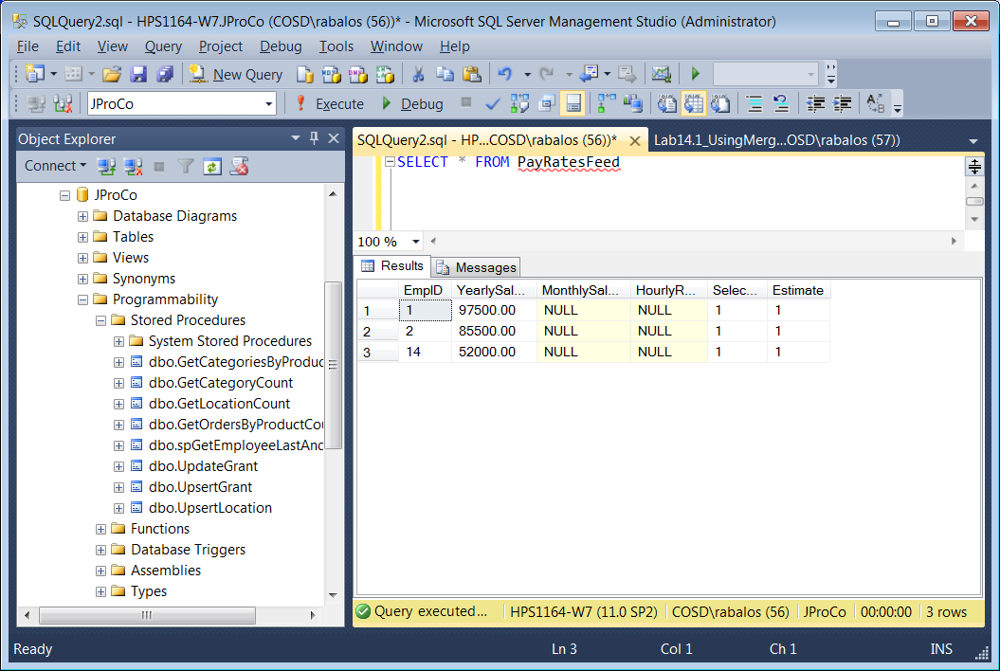 SQLQuery2.sql - HPS1164-W7.JProCo (COSD\rabalos (56))* - Microsoft SQL Server Management Studio (Administrator)
File Edit View Query Project Debug Tools Window Help
New Query
JProCo Execute Debug
Object Explorer
Connect
JProCo
Database Diagrams
Tables
Views
Synonyms
Programmability
Stored Procedures
System Stored Procedures
dbo.GetCategoriesByProduc
dbo.GetCategoryCount
dbo.GetLocationCount
dbo.GetOrdersByProductCou
dbo.spGetEmployeeLastAnd
dbo.UpdateGrant
dbo.UpsertGrant
dbo.UpsertLocation
Functions
Database Triggers
Assemblies
Types
SQLQuery2.sql - HP...COSD\rabalos (56))* Lab14.1_UsingMerg...OSD\rabalos (57))
SELECT * FROM PayRatesFeed
100 %
Results Messages
EmpID YearlySal... MonthlySal... HourlyR... Selec... Estimate
1 1 97500.00 NULL NULL 1 1
2 2 85500.00 NULL NULL 1 1
3 14 52000.00 NULL NULL 1 1
Query executed... HPS1164-W7 (11.0 SP2) COSD\rabalos (56) JProCo 00:00:00 3 rows
Ready Ln 3 Col 1 Ch 1 INS